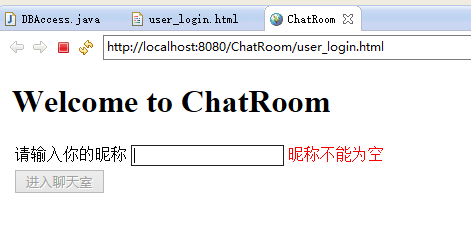 DBAccess.java user_login.html ChatRoom
http://localhost:8080/ChatRoom/user_login.html
Welcome to ChatRoom
请输入你的昵称 昵称不能为空
进入聊天室